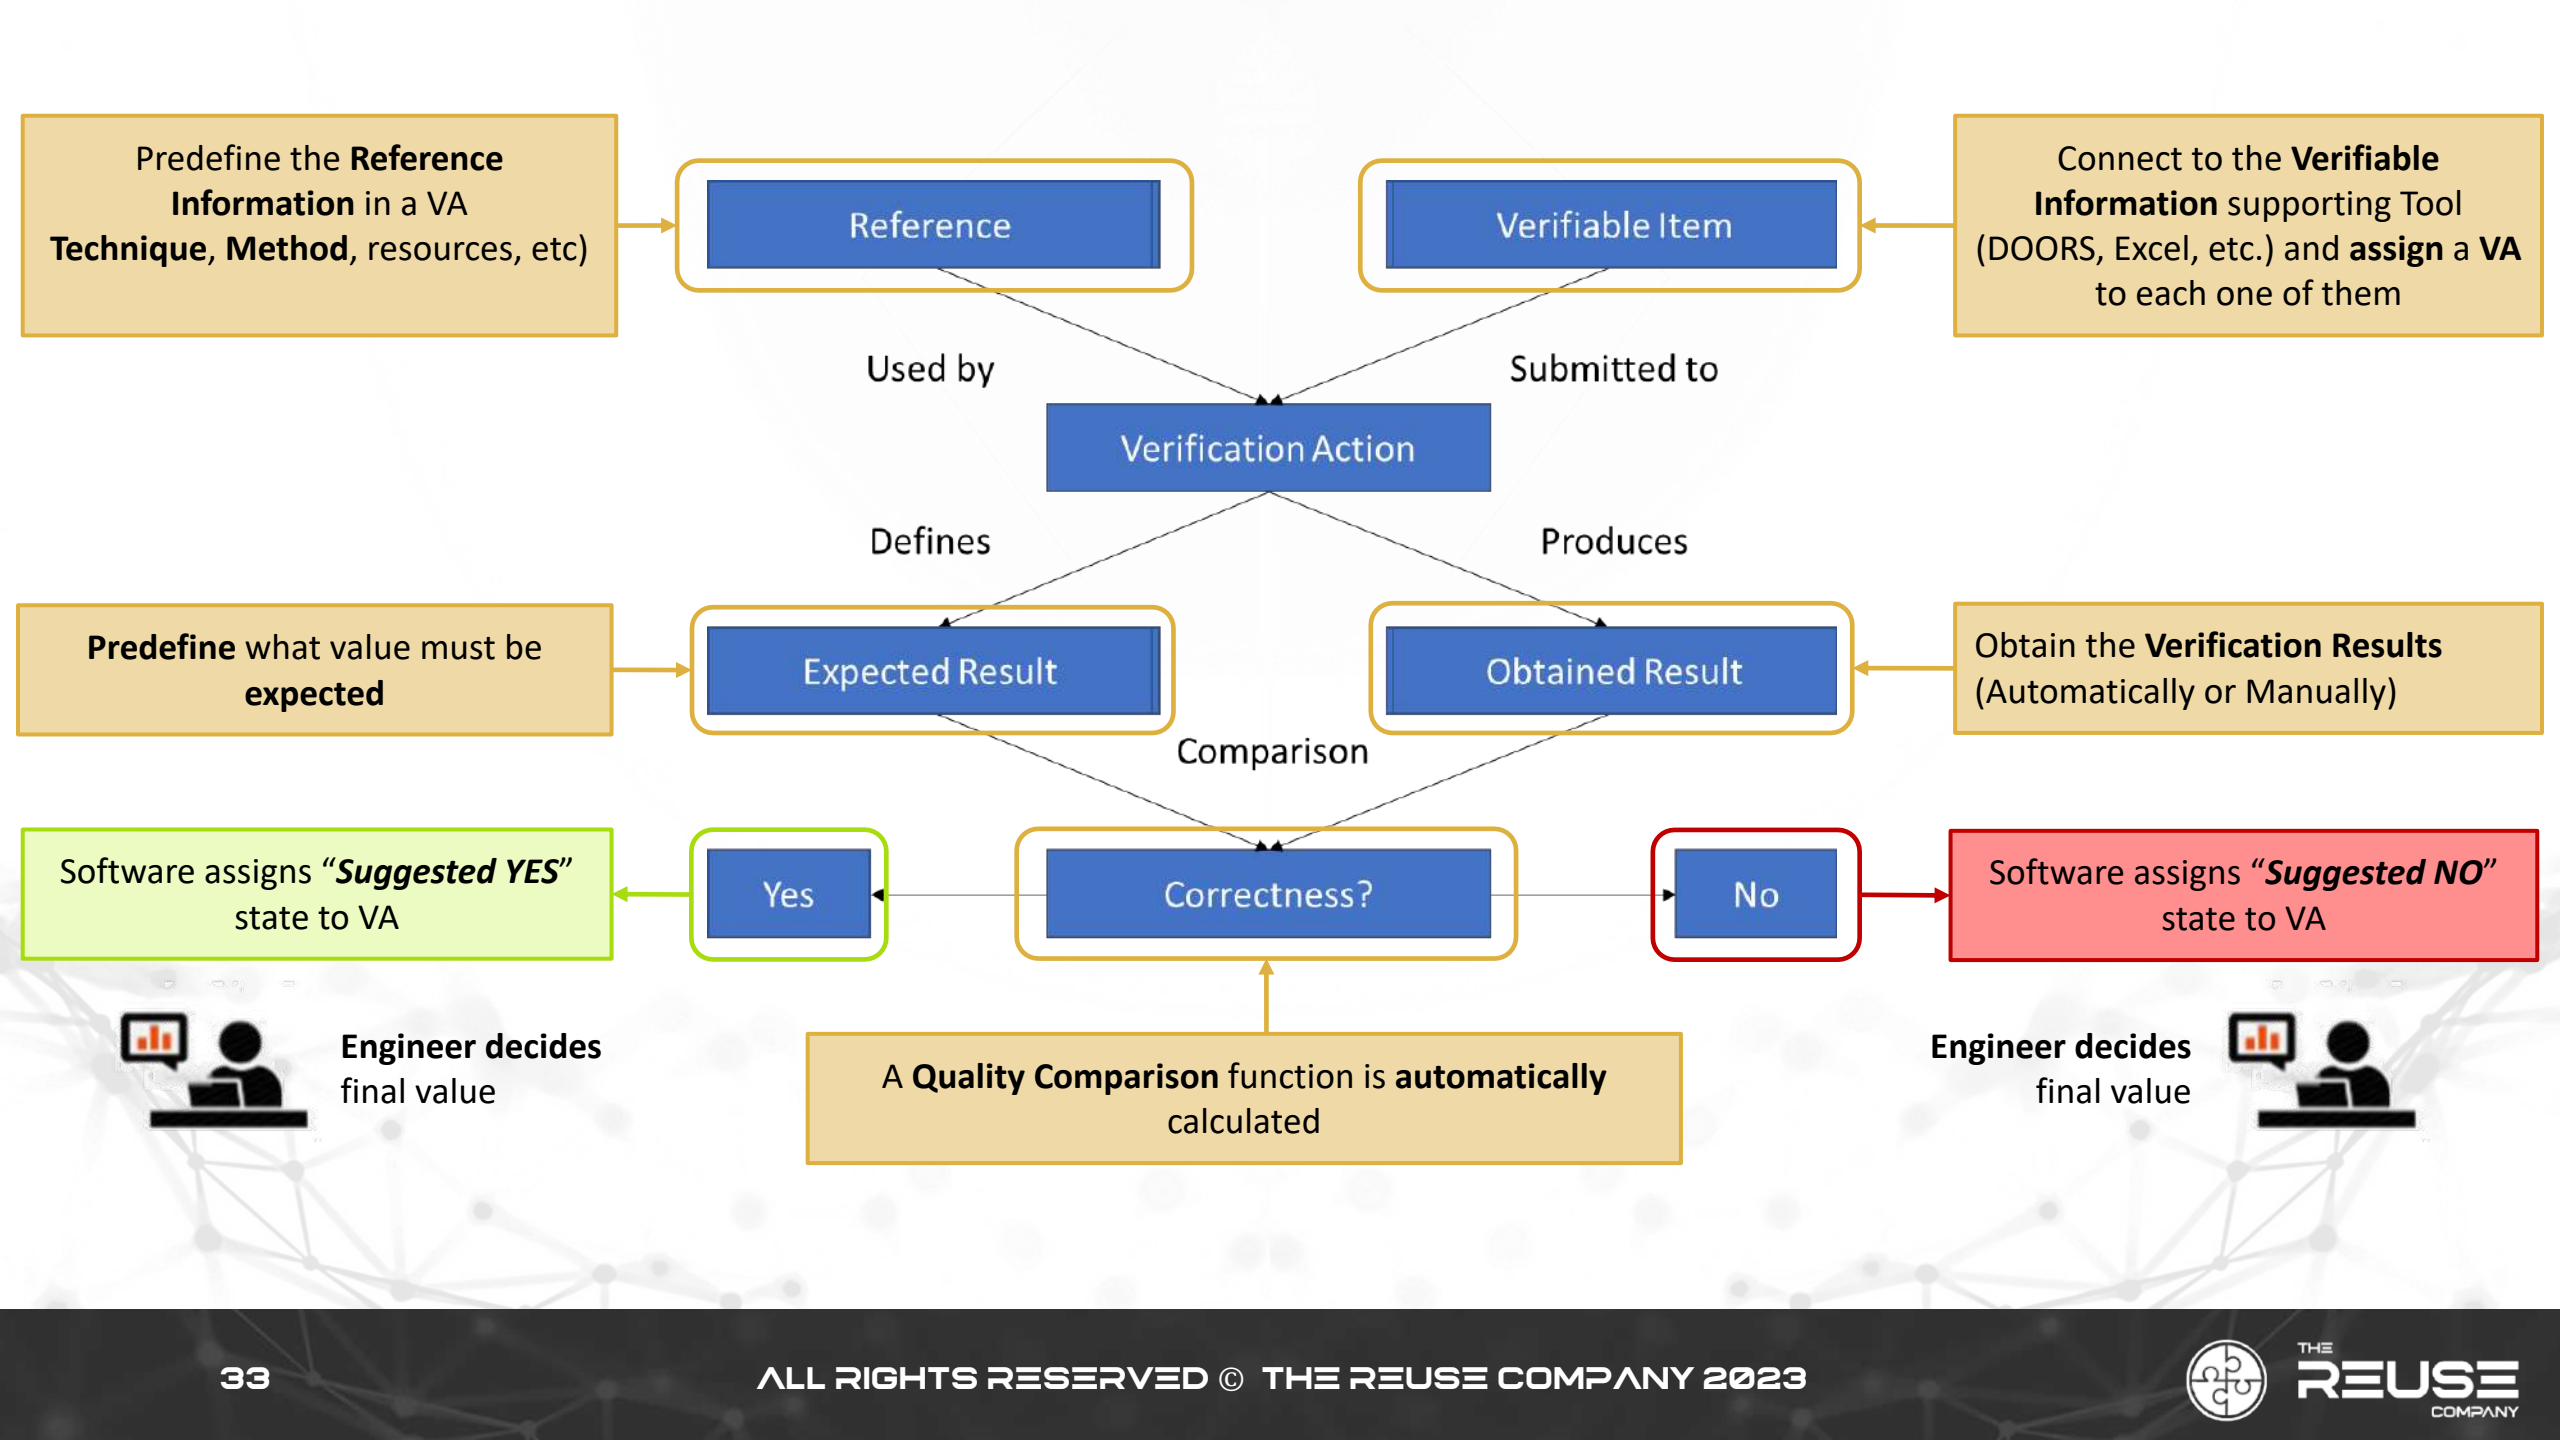 Predefine the Reference
Information in a VA
Technique, Method, resources, etc)
Reference
Verifiable Item
Connect to the Verifiable
Information supporting Tool
(DOORS, Excel, etc.) and assign a VA
to each one of them
Used by
Submitted to
Verification Action
Defines
Produces
Predefine what value must be
expected
Expected Result
Obtained Result
Obtain the Verification Results
(Automatically or Manually)
Comparison
Software assigns “Suggested YES”
state to VA
Yes
Correctness?
No
Software assigns “Suggested NO”
state to VA
Engineer decides
final value
A Quality Comparison function is automatically
calculated
Engineer decides
final value
33
ALL RIGHTS RESERVED © THE REUSE COMPANY 2023
THE
REUSE
COMPANY